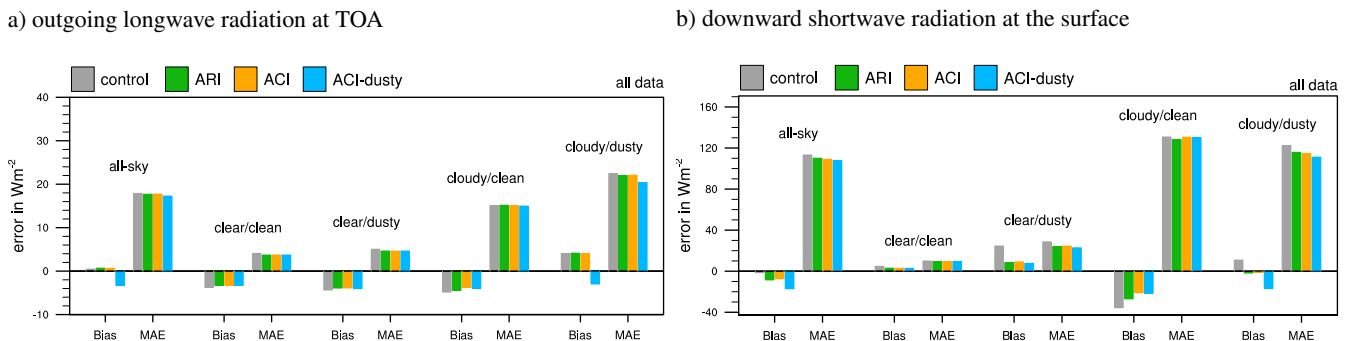 a) outgoing longwave radiation at TOA
control ARI ACI ACI-dusty all data
error in Wm-2
40
30
20
10
0
-10
all-sky
clear/clean
clear/dusty
cloudy/clean
cloudy/dusty
Bias MAE Bias MAE Bias MAE Bias MAE Bias MAE
b) downward shortwave radiation at the surface
control ARI ACI ACI-dusty all data
error in Wm-2
160
120
80
40
0
-40
all-sky
clear/clean
clear/dusty
cloudy/clean
cloudy/dusty
Bias MAE Bias MAE Bias MAE Bias MAE Bias MAE